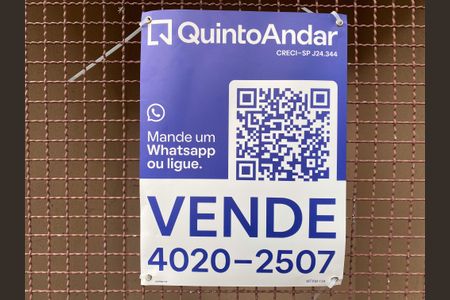 QuintoAndar
CRECI-SP J24.344
Mande um
Whatsapp
ou ligue.
VENDE
4020-2507